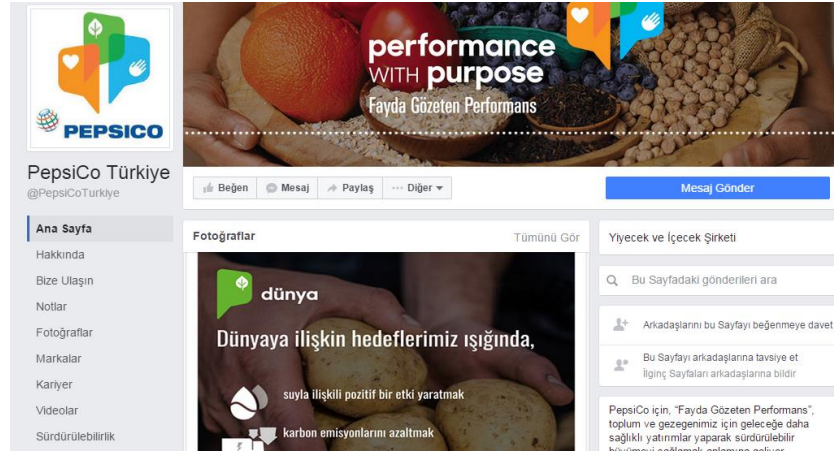 performance
WITH purpose
Fayda Gözeten Performans
PEPSICO
PepsiCo Türkiye
@PepsiCoTurkiye
Beğen
Mesaj
Paylaş
Diğer
Mesaj Gönder
Ana Sayfa
Hakkında
Bize Ulaşın
Notlar
Fotoğraflar
Markalar
Kariyer
Videolar
Sürdürülebilirlik
Fotoğraflar
Tümünü Gör
dünya
Dünyaya ilişkin hedeflerimiz ışığında,
suyla ilişkili pozitif bir etki yaratmak
karbon emisyonlarını azaltmak
Yiyecek ve İçecek Şirketi
Bu Sayfadaki gönderileri ara
Arkadaşlarını bu Sayfayı beğenmeye davet
Bu Sayfayı arkadaşlarına tavsiye et
İlginç Sayfaları arkadaşlarına bildir
PepsiCo için, “Fayda Gözeten Performans”,
toplum ve gezegenimiz için geleceğe daha
sağlıklı yatırımlar yaparak sürdürülebilir